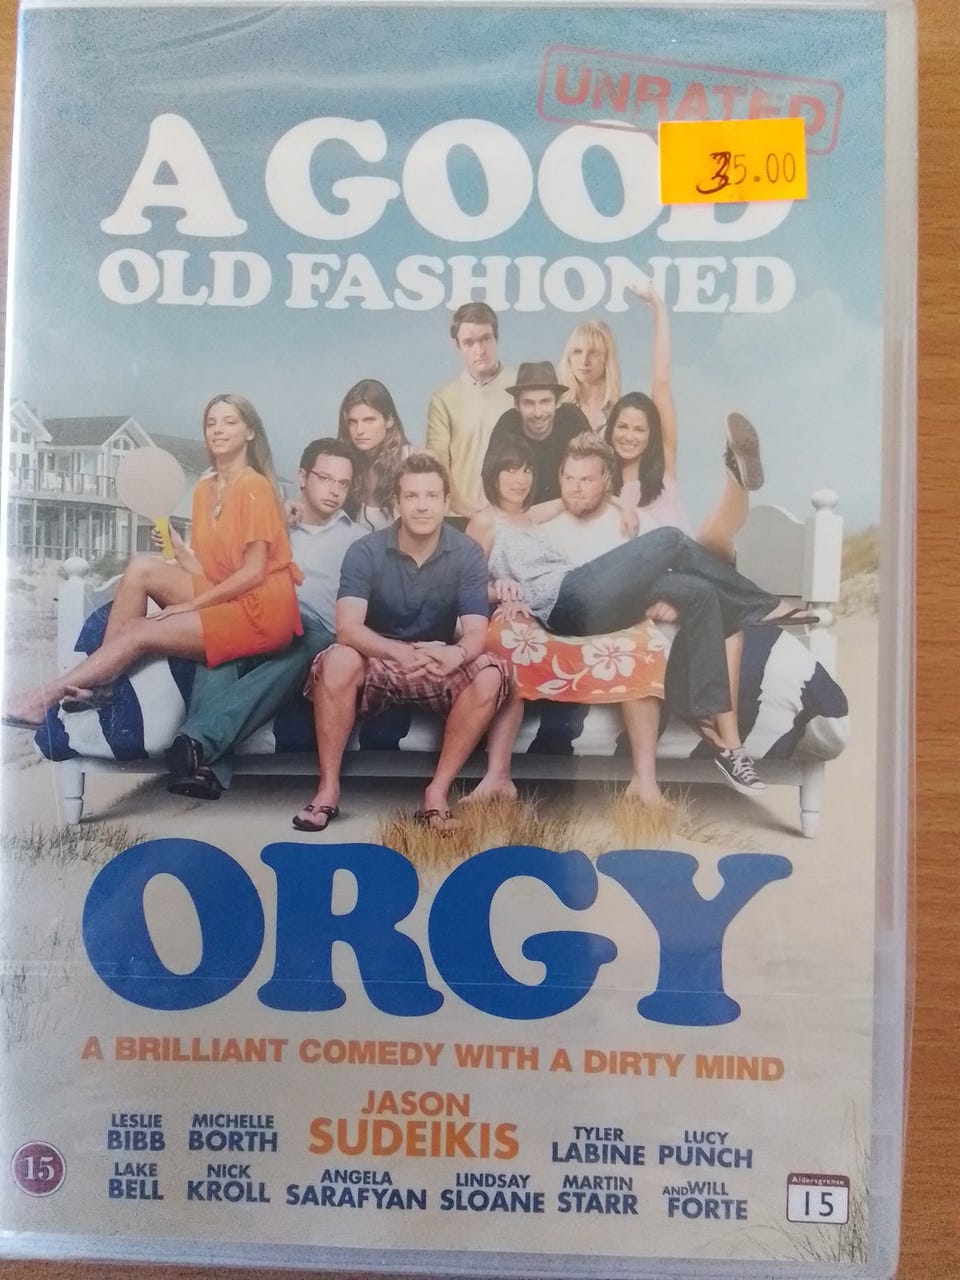 UNRATED
A GOOD
35.00
OLD FASHIONED
ORGY
A BRILLIANT COMEDY WITH A DIRTY MIND
JASON
SUDEIKIS
LESLIE
BIBB
MICHELLE
BORTH
TYLER
LABINE
LUCY
PUNCH
LAKE
BELL
NICK
KROLL
ANGELA
SARAFYAN
LINDSAY
SLOANE
MARTIN
STARR
AND WILL
FORTE
15
Aldersgrense
15